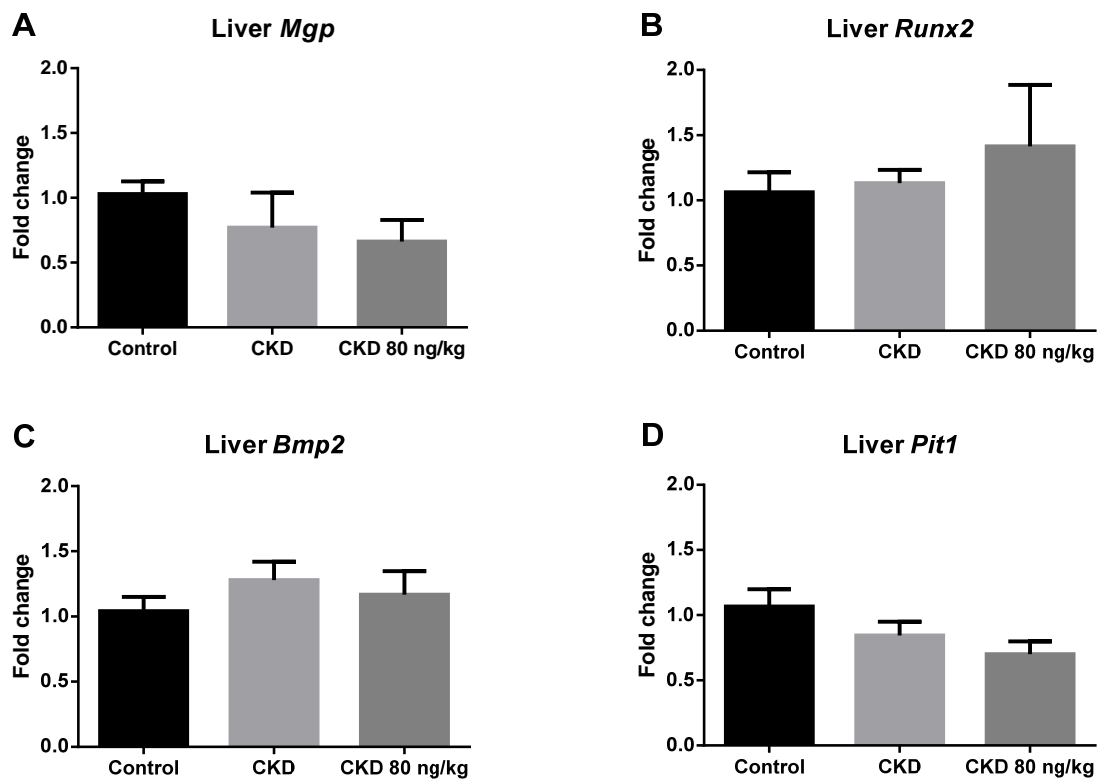 A
Liver Mgp
Fold change
2.0
1.5
1.0
0.5
0.0
Control
CKD
CKD 80 ng/kg
B
Liver Runx2
Fold change
2.0
1.5
1.0
0.5
0.0
Control
CKD
CKD 80 ng/kg
C
Liver Bmp2
Fold change
2.0
1.5
1.0
0.5
0.0
Control
CKD
CKD 80 ng/kg
D
Liver Pit1
Fold change
2.0
1.5
1.0
0.5
0.0
Control
CKD
CKD 80 ng/kg